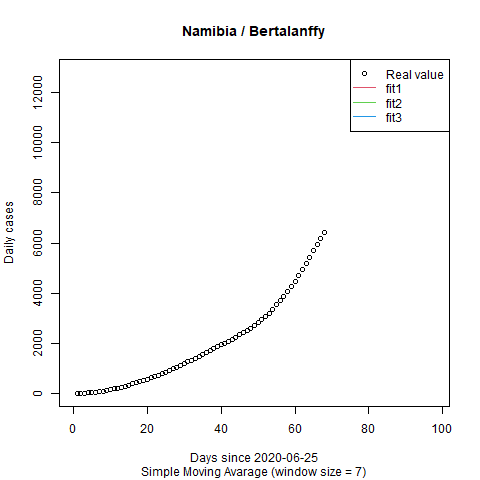 Namibia / Bertalanffy
Real value
fit1
fit2
fit3
Daily cases
0
2000
4000
6000
8000
10000
12000
0 20 40 60 80 100
Days since 2020-06-25
Simple Moving Avarage (window size = 7)